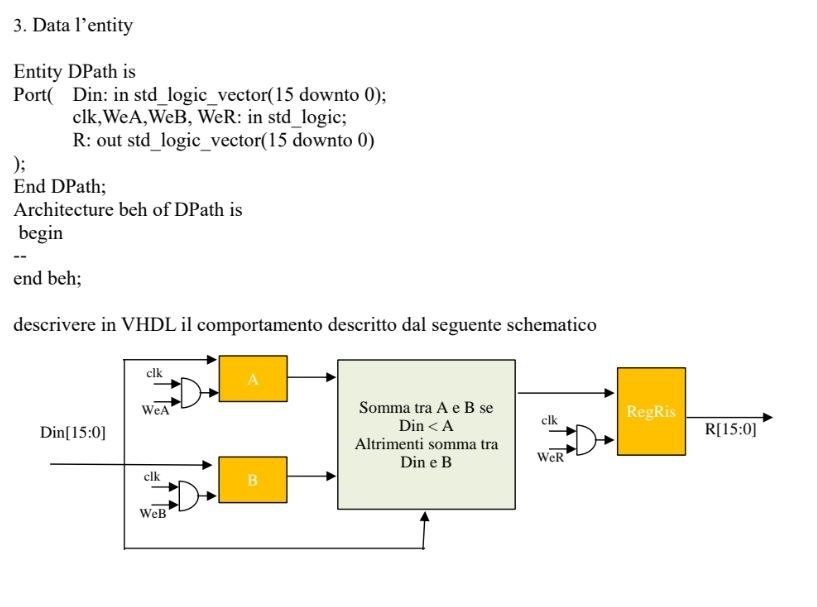 3. Data l’entity
Entity DPath is
Port( Din: in std_logic_vector(15 downto 0);
clk,WeA,WeB, WeR: in std_logic;
R: out std_logic_vector(15 downto 0)
);
End DPath;
Architecture beh of DPath is
begin
--
end beh;
descrivere in VHDL il comportamento descritto dal seguente schematico
clk
A
WeA
Din[15:0]
clk
B
WeB
Somma tra A e B se
Din < A
Altrimenti somma tra
Din e B
clk
WeR
RegRis
R[15:0]